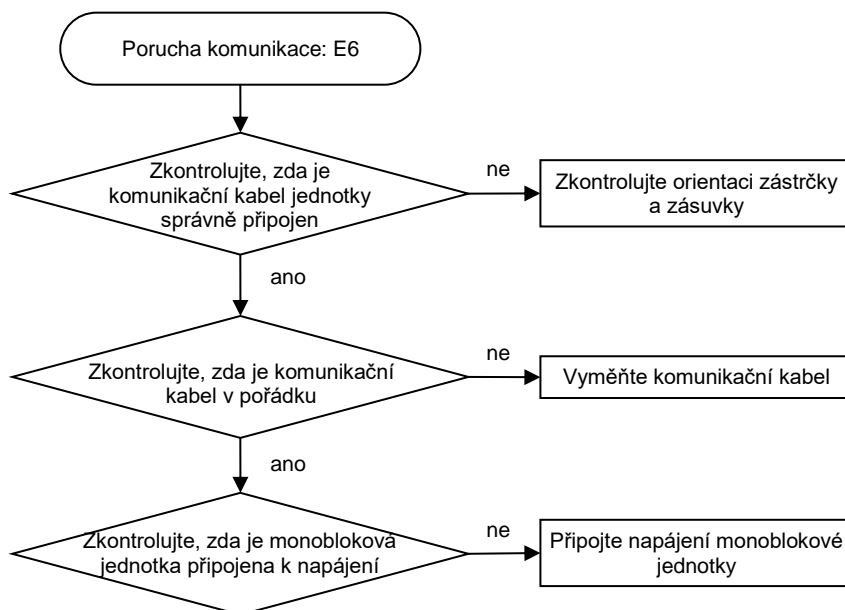 Porucha komunikace: E6
Zkontrolujte, zda je
komunikační kabel jednotky
správně připojen
ne
Zkontrolujte orientaci zástrčky
a zásuvky
ano
Zkontrolujte, zda je komunikační
kabel v pořádku
ne
Vyměňte komunikační kabel
ano
Zkontrolujte, zda je monobloková
jednotka připojena k napájení
ne
Připojte napájení monoblokové
jednotky